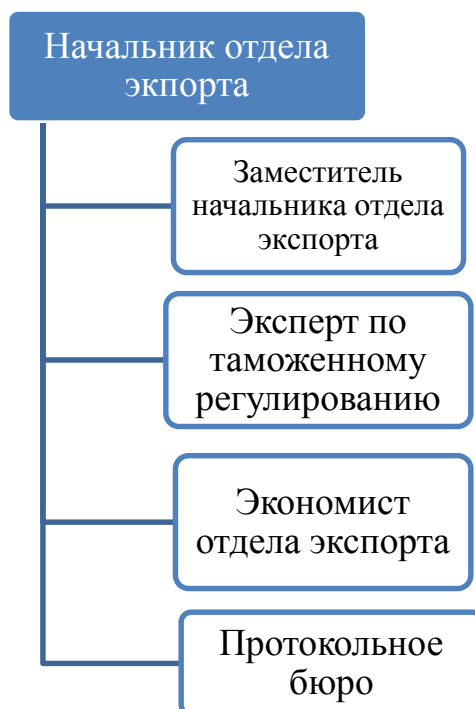 Начальник отдела
экпорта
Заместитель
начальника отдела
экспорта
Эксперт по
таможенному
регулированию
Экономист
отдела экспорта
Протокольное
бюро